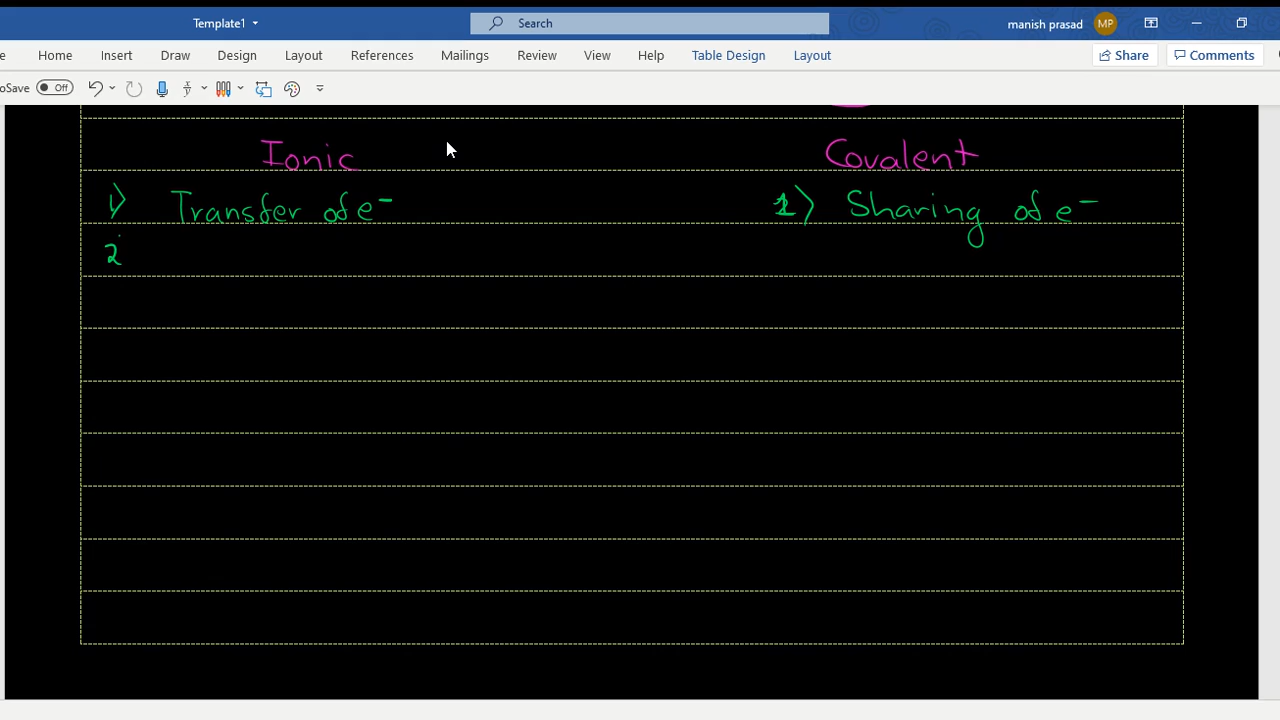 Template1
Search
manish prasad MP
Home Insert Draw Design Layout References Mailings Review View Help Table Design Layout Share Comments
oSave Off
Ionic Covalent
1) Transfer of e⁻ 1) Sharing of e⁻
2